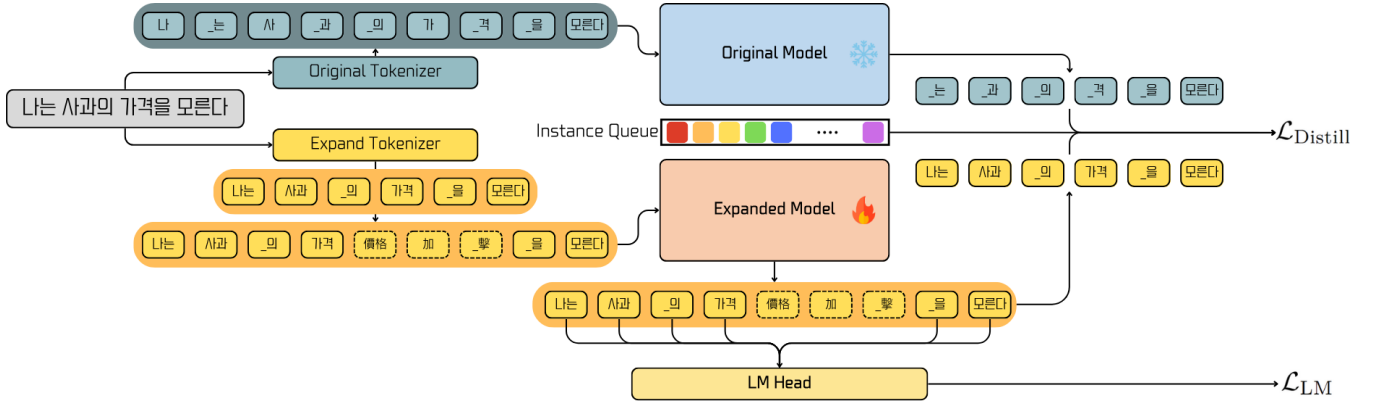 나 _는 사 _과 _의 가 _격 _을 모른다
Original Tokenizer
Original Model
나는 사과의 가격을 모른다
_는 _과 _의 _격 _을 모른다
Instance Queue
....
ℒDistill
Expand Tokenizer
나는 사과 _의 가격 _을 모른다
나는 사과 _의 가격 _을 모른다
Expanded Model
나는 사과 _의 가격 價格 加 _擊 _을 모른다
나는 사과 _의 가격 價格 加 _擊 _을 모른다
LM Head
ℒLM